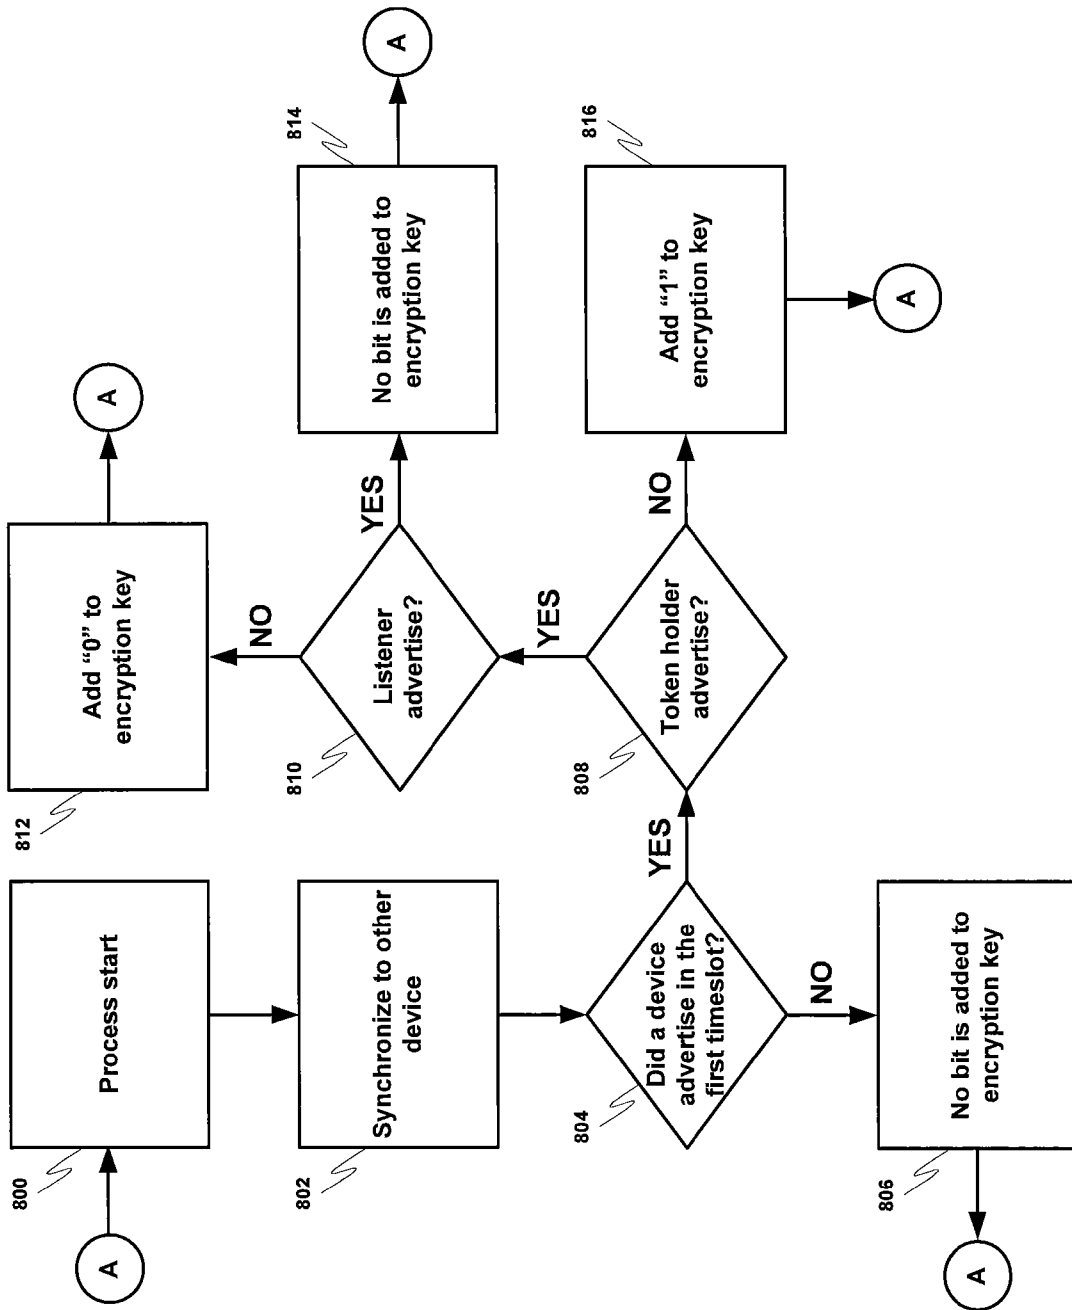 A
800
Process start
802
Synchronize to other
device
804
Did a device
advertise in the
first timeslot?
NO
806
No bit is added to
encryption key
A
YES
808
Token holder
advertise?
YES
810
Listener
advertise?
NO
812
Add “0” to
encryption key
A
YES
814
No bit is added to
encryption key
A
NO
816
Add “1” to
encryption key
A